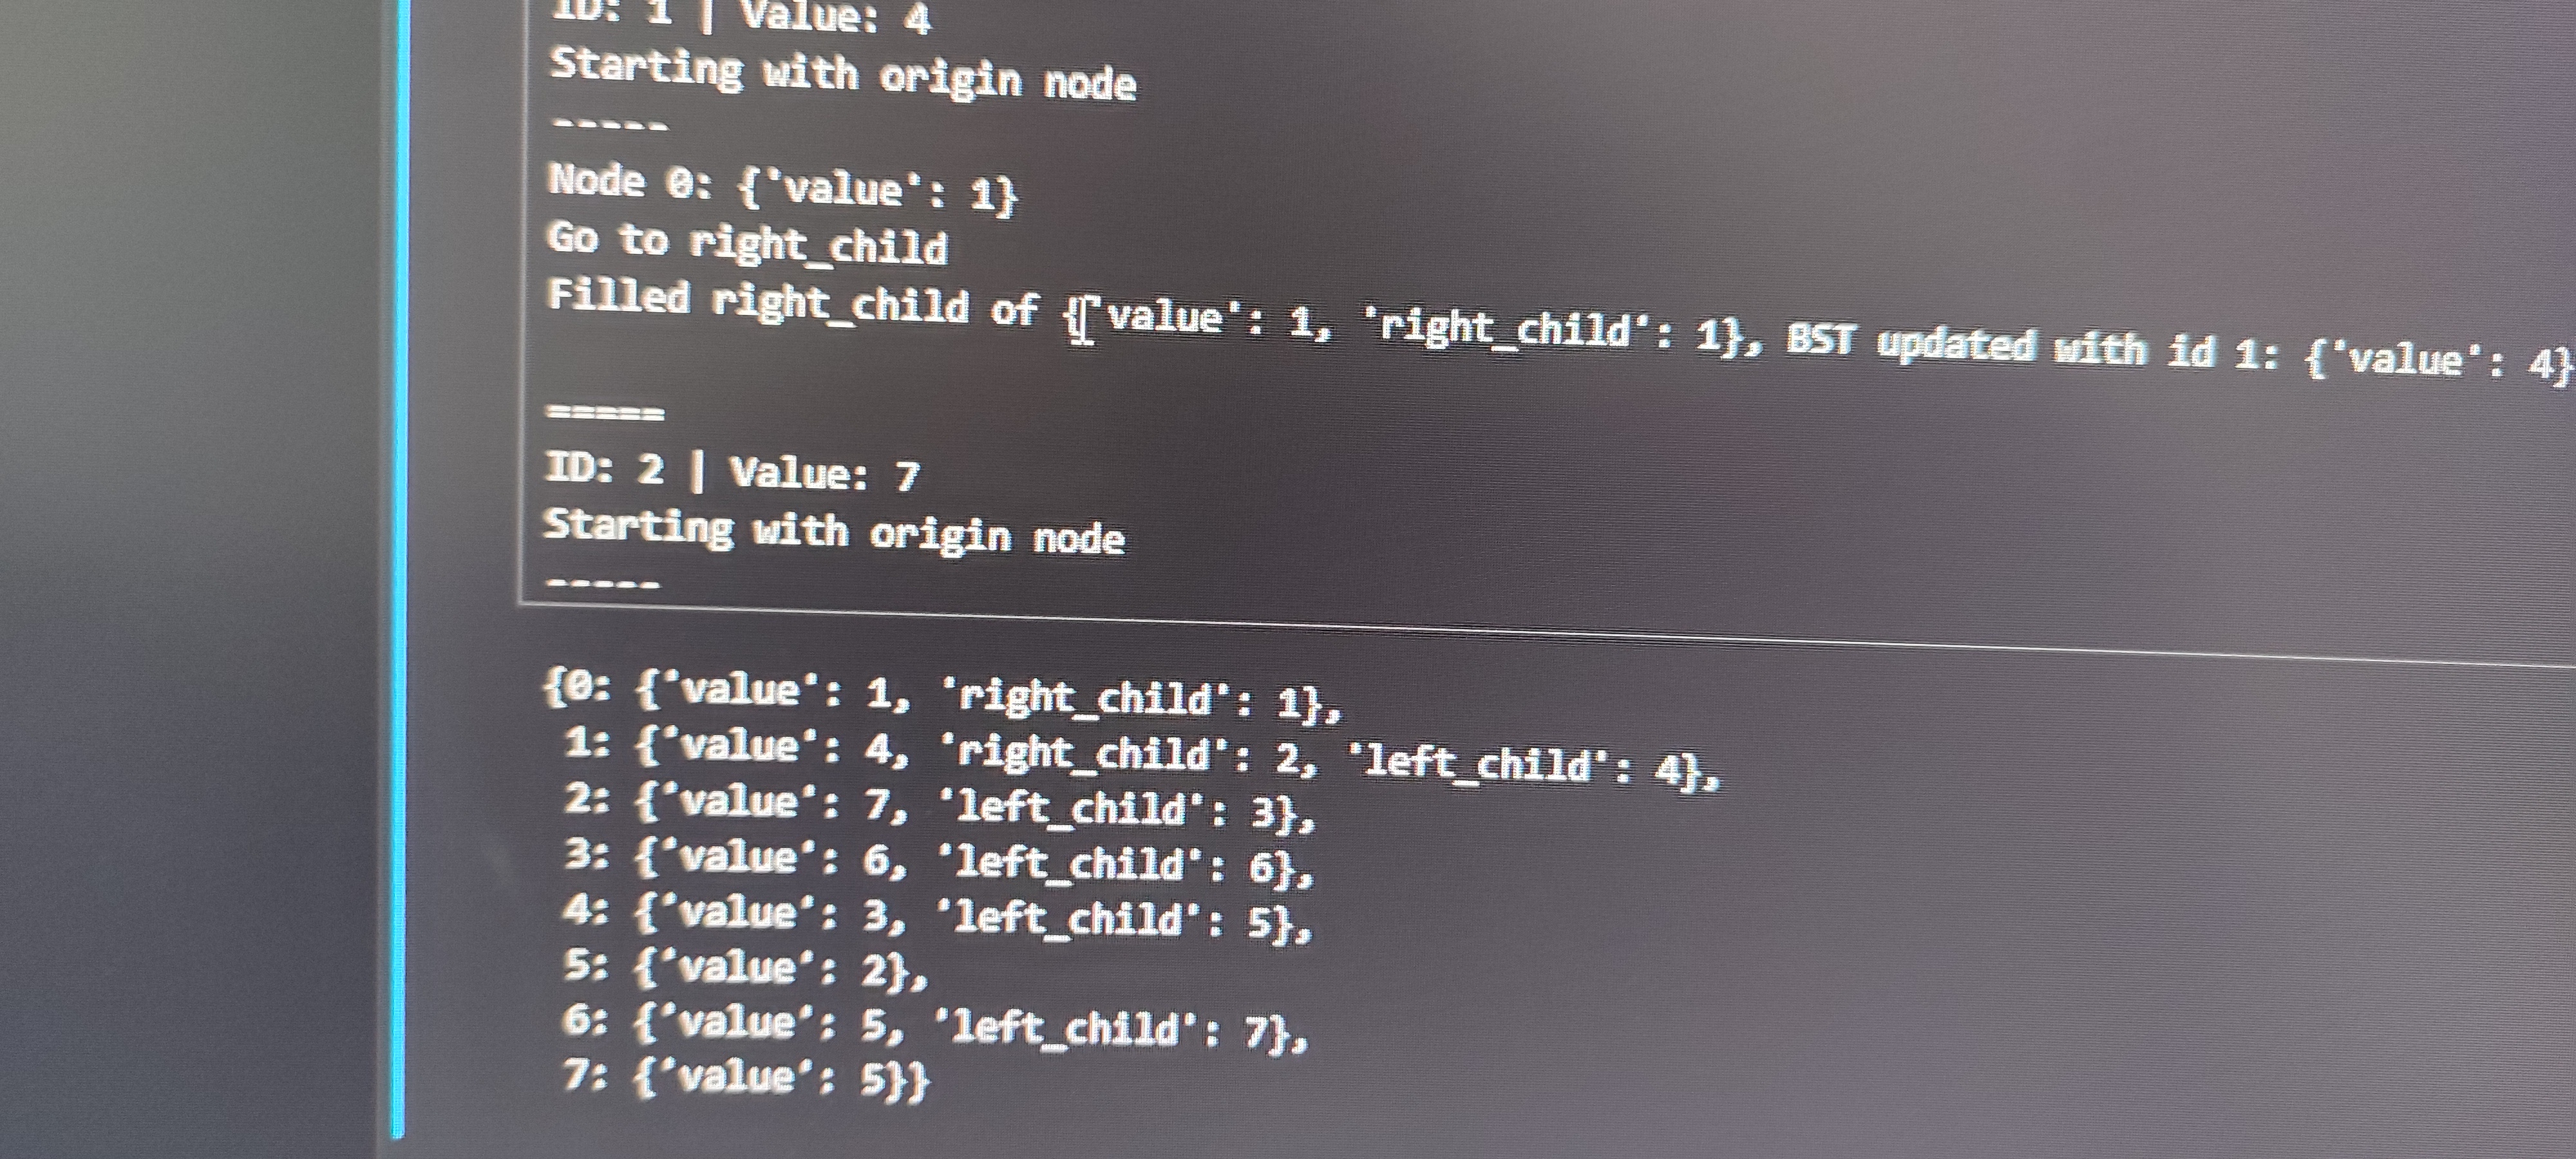 ID: 1 | Value: 4
Starting with origin node
-----
Node 0: {'value': 1}
Go to right_child
Filled right_child of {'value': 1, 'right_child': 1}, BST updated with id 1: {'value': 4}
=====
ID: 2 | Value: 7
Starting with origin node
-----
{0: {'value': 1, 'right_child': 1},
1: {'value': 4, 'right_child': 2, 'left_child': 4},
2: {'value': 7, 'left_child': 3},
3: {'value': 6, 'left_child': 6},
4: {'value': 3, 'left_child': 5},
5: {'value': 2},
6: {'value': 5, 'left_child': 7},
7: {'value': 5}}